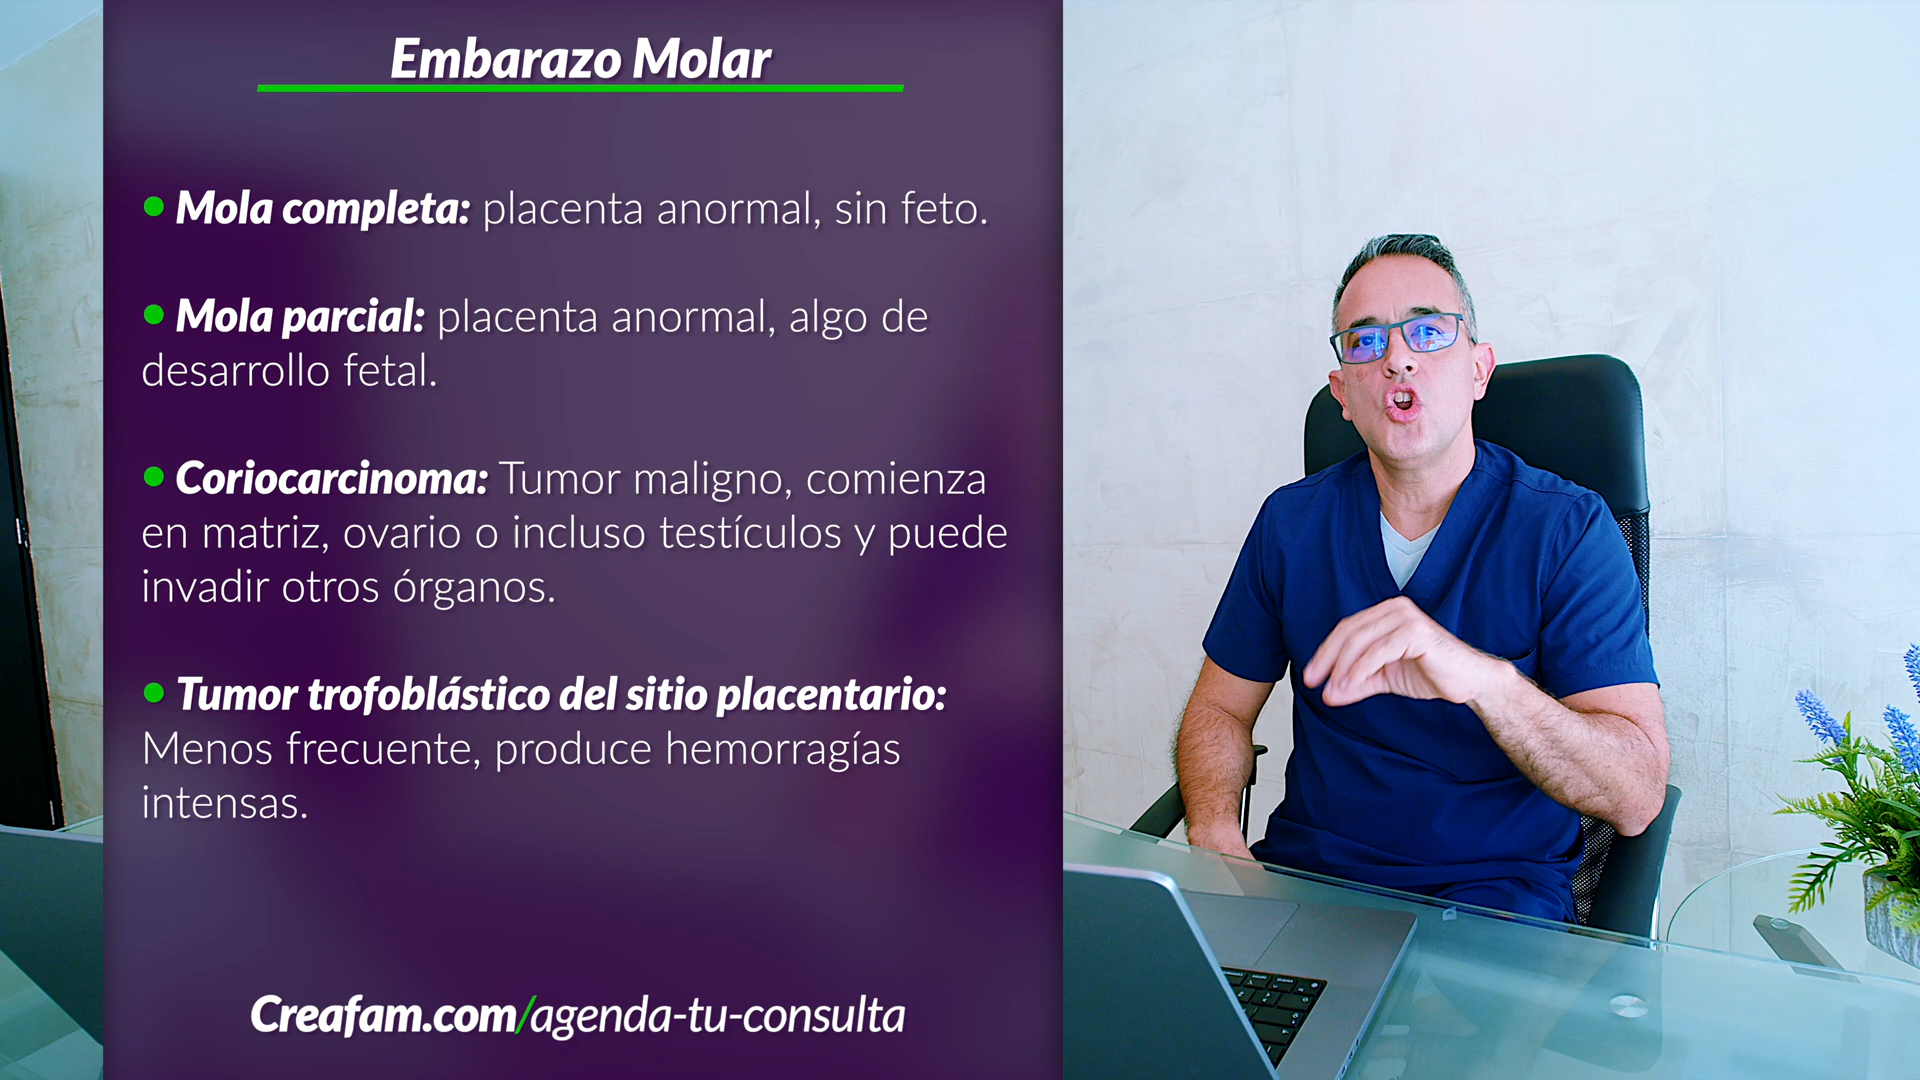 Embarazo Molar
• Mola completa: placenta anormal, sin feto.
• Mola parcial: placenta anormal, algo de
desarrollo fetal.
• Coriocarcinoma: Tumor maligno, comienza
en matriz, ovario o incluso testículos y puede
invadir otros órganos.
• Tumor trofoblástico del sitio placentario:
Menos frecuente, produce hemorragías
intensas.
Creafam.com/agenda-tu-consulta